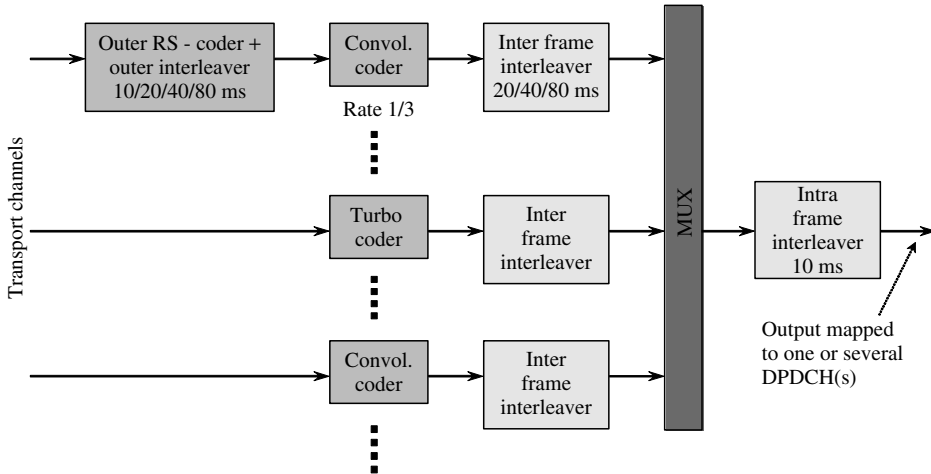 Outer RS - coder +
outer interleaver
10/20/40/80 ms
Convol.
coder
Rate 1/3
Inter frame
interleaver
20/40/80 ms
Transport channels
Turbo
coder
Inter
frame
interleaver
MUX
Intra
frame
interleaver
10 ms
Output mapped
to one or several
DPDCH(s)
Convol.
coder
Inter
frame
interleaver